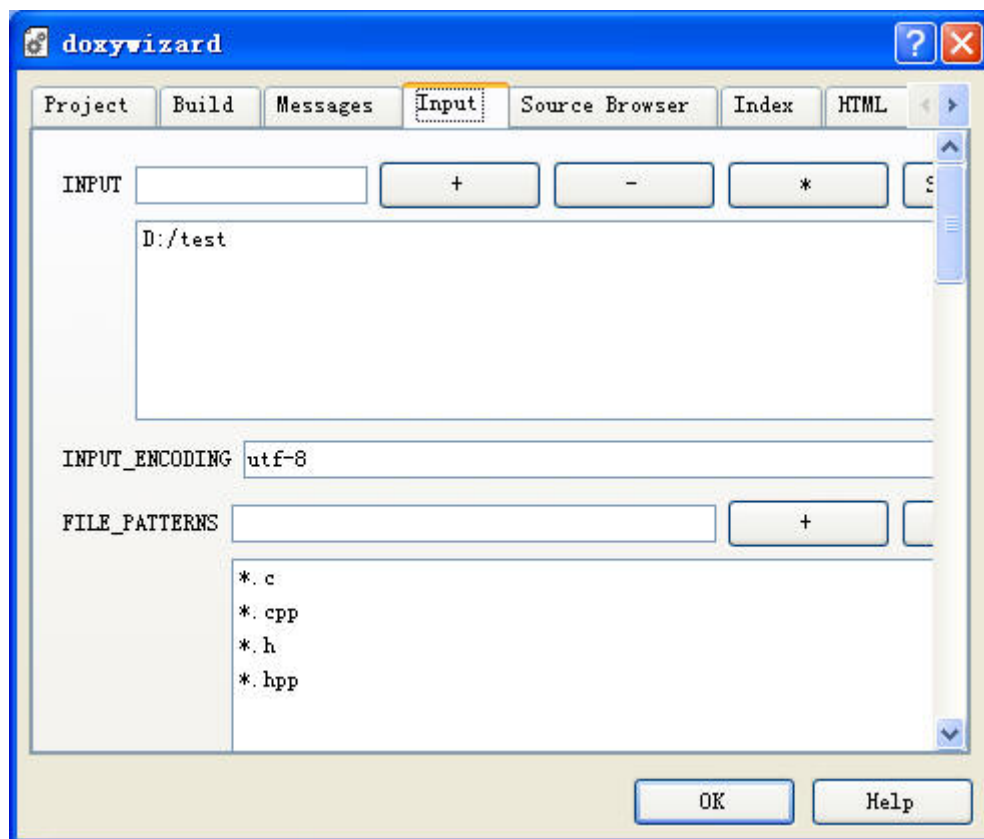 doxywizard
Project Build Messages Input Source Browser Index HTML
INPUT + - *
D:/test
INPUT_ENCODING utf-8
FILE_PATTERNS +
*.c
*.cpp
*.h
*.hpp
OK Help